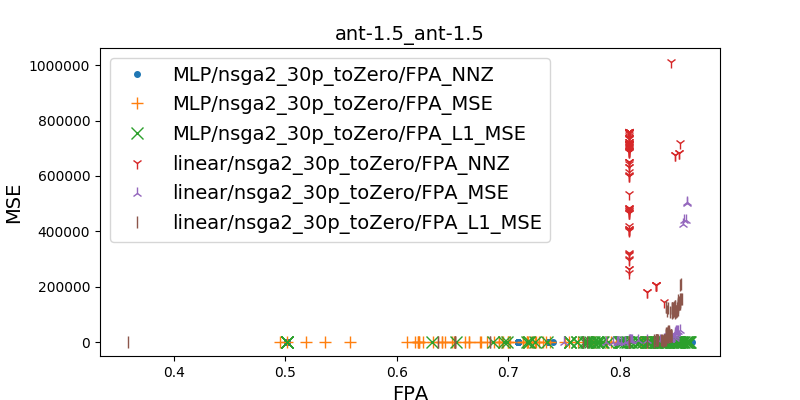 ant-1.5_ant-1.5
1000000
800000
600000
400000
200000
0
MSE
MLP/nsga2_30p_toZero/FPA_NNZ
MLP/nsga2_30p_toZero/FPA_MSE
MLP/nsga2_30p_toZero/FPA_L1_MSE
linear/nsga2_30p_toZero/FPA_NNZ
linear/nsga2_30p_toZero/FPA_MSE
linear/nsga2_30p_toZero/FPA_L1_MSE
0.4 0.5 0.6 0.7 0.8
FPA